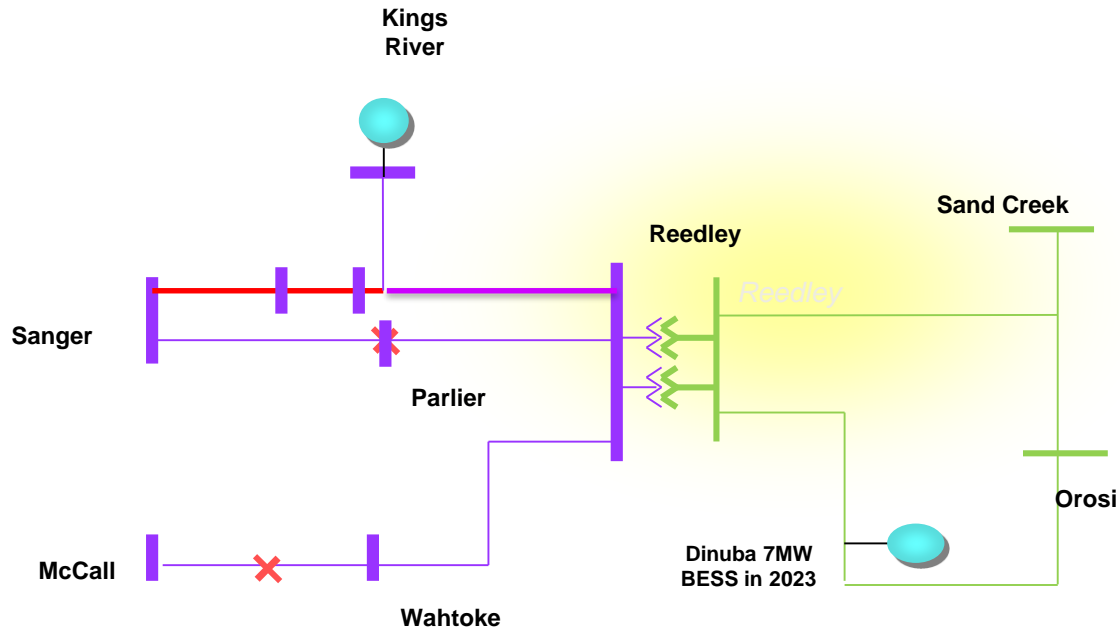 Kings
River
Sand Creek
Reedley
Reedley
Sanger
Parlier
Orosi
Dinuba 7MW
BESS in 2023
McCall
Wahtoke